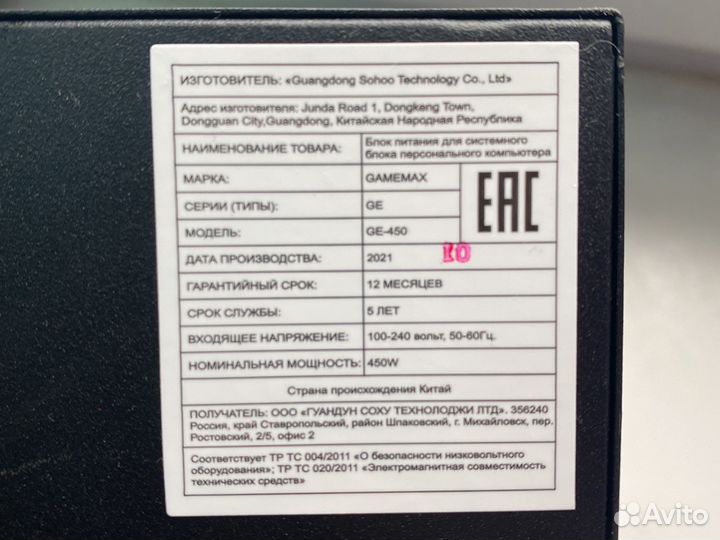 ИЗГОТОВИТЕЛЬ: «Guangdong Sohoo Technology Co., Ltd»
Адрес изготовителя: Junda Road 1, Dongkeng Town,
Dongguan City,Guangdong, Китайская Народная Республика
НАИМЕНОВАНИЕ ТОВАРА: Блок питания для системного
блока персонального компьютера
МАРКА: GAMEMAX
СЕРИИ (ТИПЫ): GE
EAC
МОДЕЛЬ: GE-450
ДАТА ПРОИЗВОДСТВА: 2021 10
ГАРАНТИЙНЫЙ СРОК: 12 МЕСЯЦЕВ
СРОК СЛУЖБЫ: 5 ЛЕТ
ВХОДЯЩЕЕ НАПРЯЖЕНИЕ: 100-240 вольт, 50-60Гц.
НОМИНАЛЬНАЯ МОЩНОСТЬ: 450W
Страна происхождения Китай
ПОЛУЧАТЕЛЬ: ООО «ГУАНДУН СОХУ ТЕХНОЛОДЖИ ЛТД». 356240
Россия, край Ставропольский, район Шпаковский, г. Михайловск, пер.
Ростовский, 2/5, офис 2
Соответствует ТР ТС 004/2011 «О безопасности низковольтного
оборудования»; ТР ТС 020/2011 «Электромагнитная совместимость
технических средств»
Avito